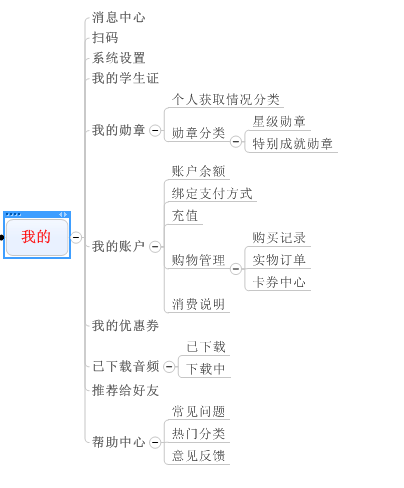 我的
消息中心
扫码
系统设置
我的学生证
我的勋章
个人获取情况分类
勋章分类
星级勋章
特别成就勋章
我的账户
账户余额
绑定支付方式
充值
购物管理
购买记录
实物订单
卡券中心
消费说明
我的优惠券
已下载音频
已下载
下载中
推荐给好友
帮助中心
常见问题
热门分类
意见反馈